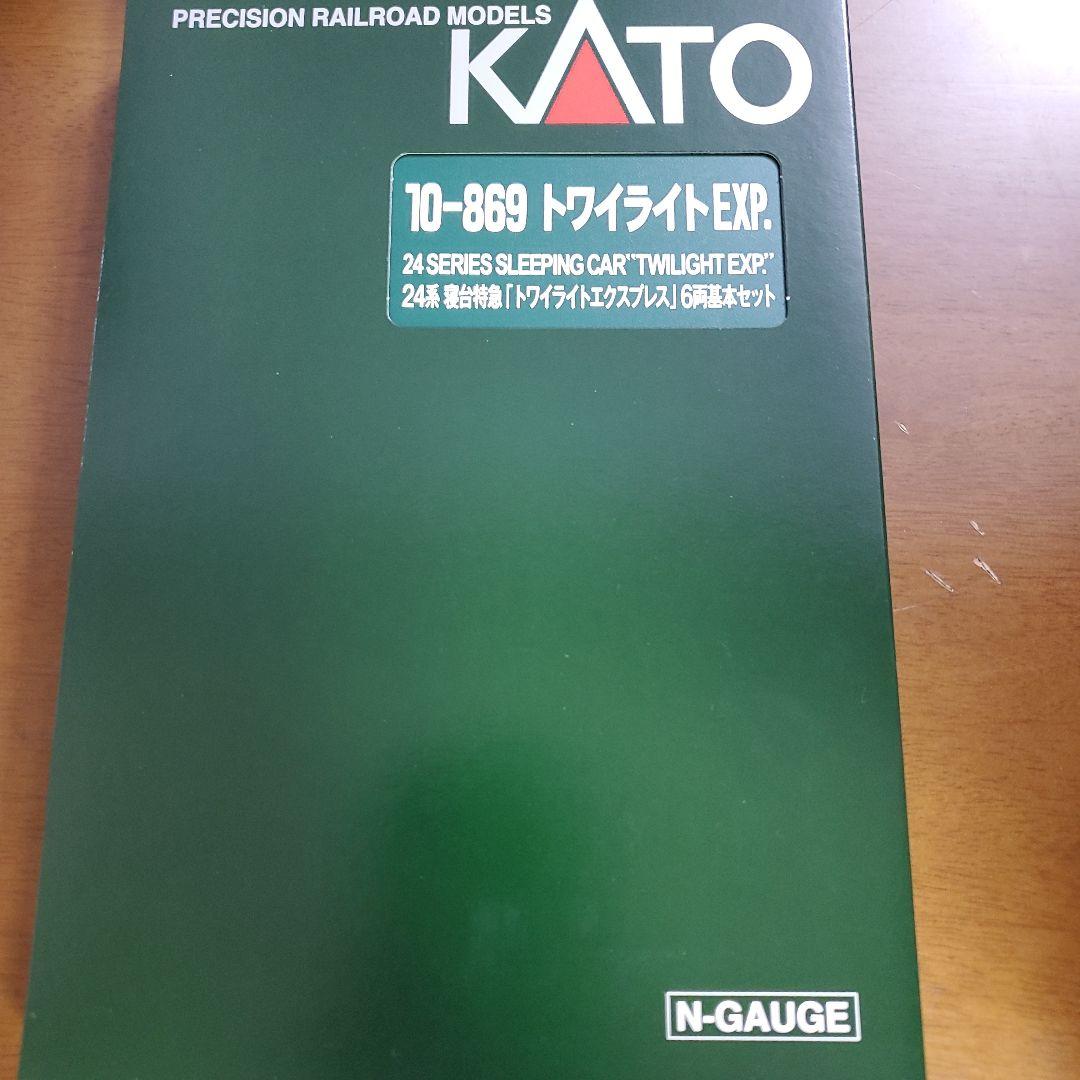 PRECISION RAILROAD MODELS
KATO
10-869 トワイライトEXP.
24 SERIES SLEEPING CAR“TWILIGHT EXP.”
24系 寝台特急「トワイライトエクスプレス」6両基本セット
N-GAUGE